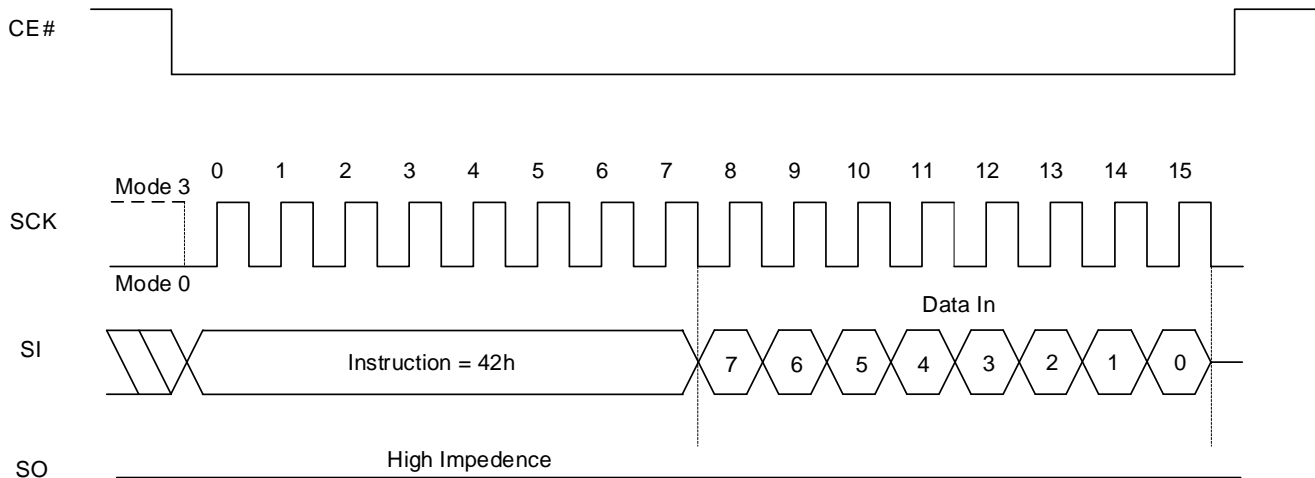 CE#
0 1 2 3 4 5 6 7 8 9 10 11 12 13 14 15
Mode 3
SCK
Mode 0
Data In
SI
Instruction = 42h
7 6 5 4 3 2 1 0
High Impedence
SO